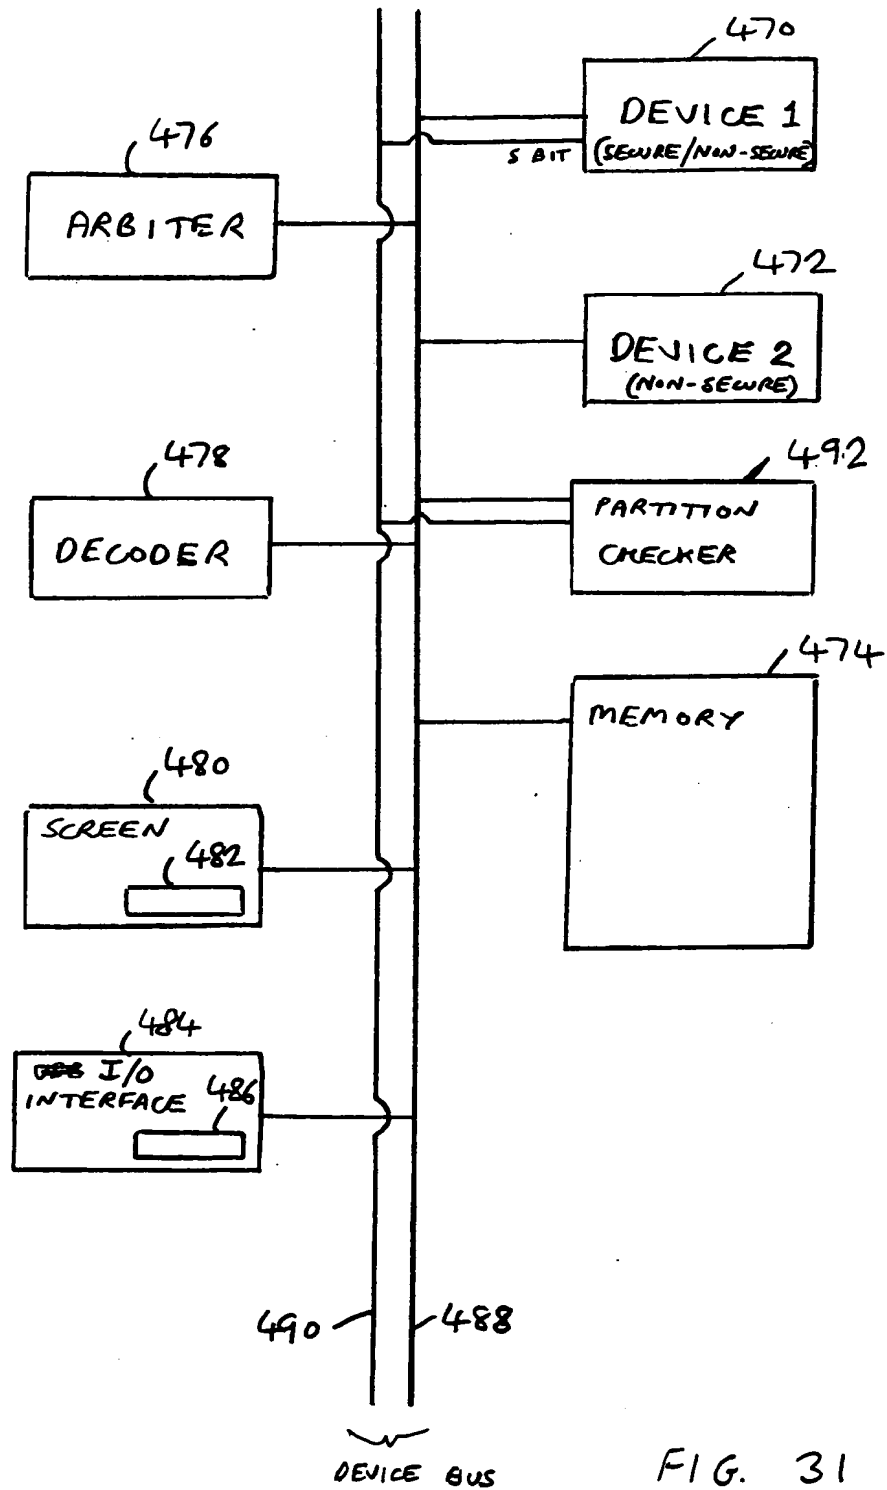 470
DEVICE 1
(SECURE/NON-SECURE)
S BIT
476
ARBITER
472
DEVICE 2
(NON-SECURE)
478
DECODER
492
PARTITION
CHECKER
474
MEMORY
480
SCREEN
482
484
I/O
INTERFACE
486
490
488
DEVICE BUS
FIG. 31